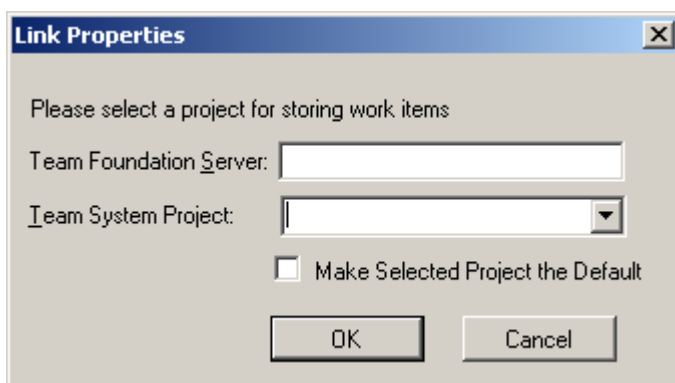 Link Properties
Please select a project for storing work items
Team Foundation Server:
Team System Project:
Make Selected Project the Default
OK Cancel